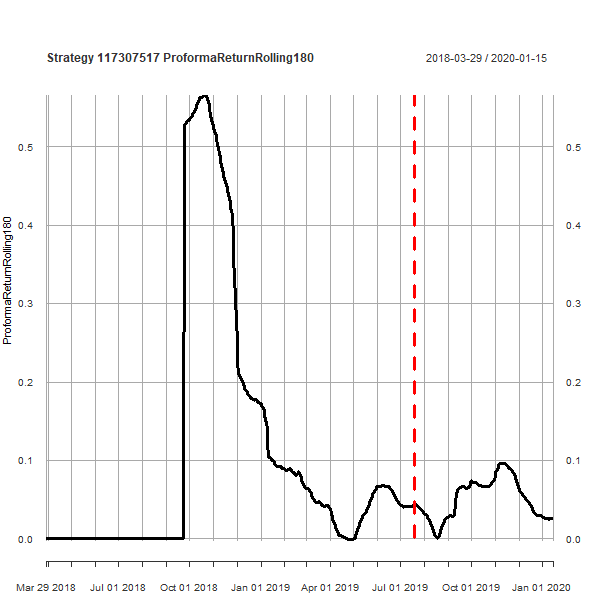 Strategy 117307517 ProformaReturnRolling180
2018-03-29 / 2020-01-15
ProformaReturnRolling180
0.5 0.5
0.4 0.4
0.3 0.3
0.2 0.2
0.1 0.1
0.0 0.0
Mar 29 2018 Jul 01 2018 Oct 01 2018 Jan 01 2019 Apr 01 2019 Jul 01 2019 Oct 01 2019 Jan 01 2020